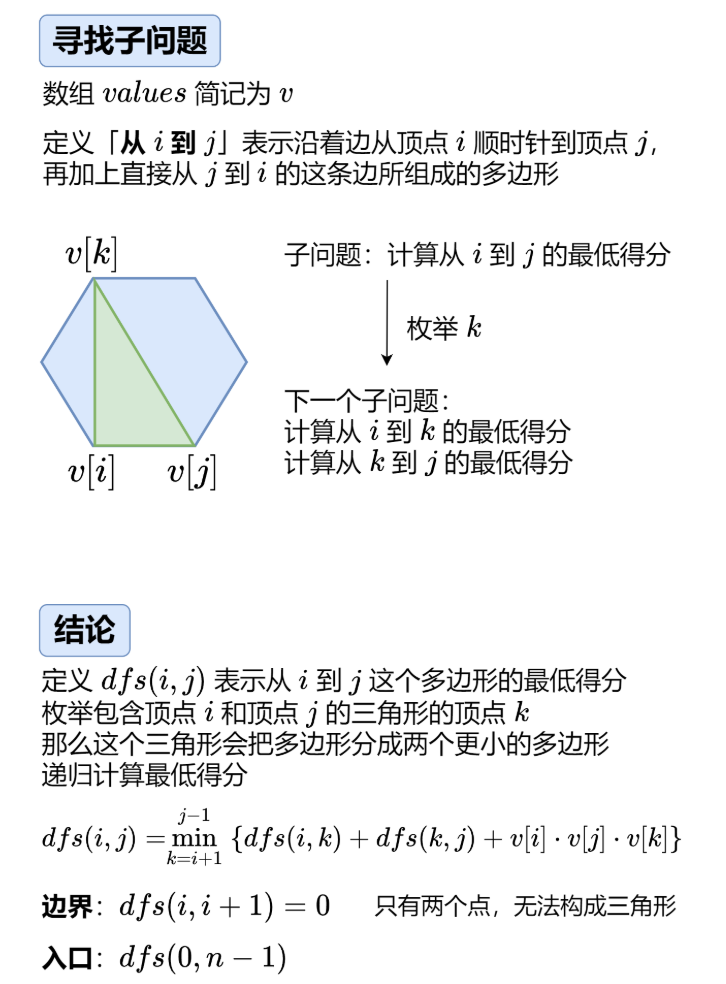 寻找子问题
数组 values 简记为 v
定义「从 i 到 j」表示沿着边从顶点 i 顺时针到顶点 j，
再加上直接从 j 到 i 的这条边所组成的多边形
v[k]
v[i]
v[j]
子问题：计算从 i 到 j 的最低得分
枚举 k
下一个子问题：
计算从 i 到 k 的最低得分
计算从 k 到 j 的最低得分
结论
定义 dfs(i, j) 表示从 i 到 j 这个多边形的最低得分
枚举包含顶点 i 和顶点 j 的三角形的顶点 k
那么这个三角形会把多边形分成两个更小的多边形
递归计算最低得分
dfs(i, j) = min_{k=i+1}^{j−1} {dfs(i, k) + dfs(k, j) + v[i] · v[j] · v[k]}
边界：dfs(i, i + 1) = 0 只有两个点，无法构成三角形
入口：dfs(0, n − 1)